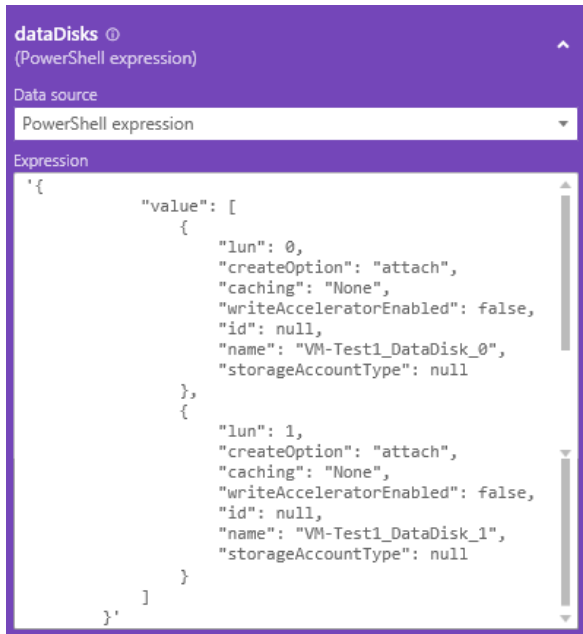 dataDisks
(PowerShell expression)
Data source
PowerShell expression
Expression
'{
"value": [
{
"lun": 0,
"createOption": "attach",
"caching": "None",
"writeAcceleratorEnabled": false,
"id": null,
"name": "VM-Test1_DataDisk_0",
"storageAccountType": null
},
{
"lun": 1,
"createOption": "attach",
"caching": "None",
"writeAcceleratorEnabled": false,
"id": null,
"name": "VM-Test1_DataDisk_1",
"storageAccountType": null
}
]
}'